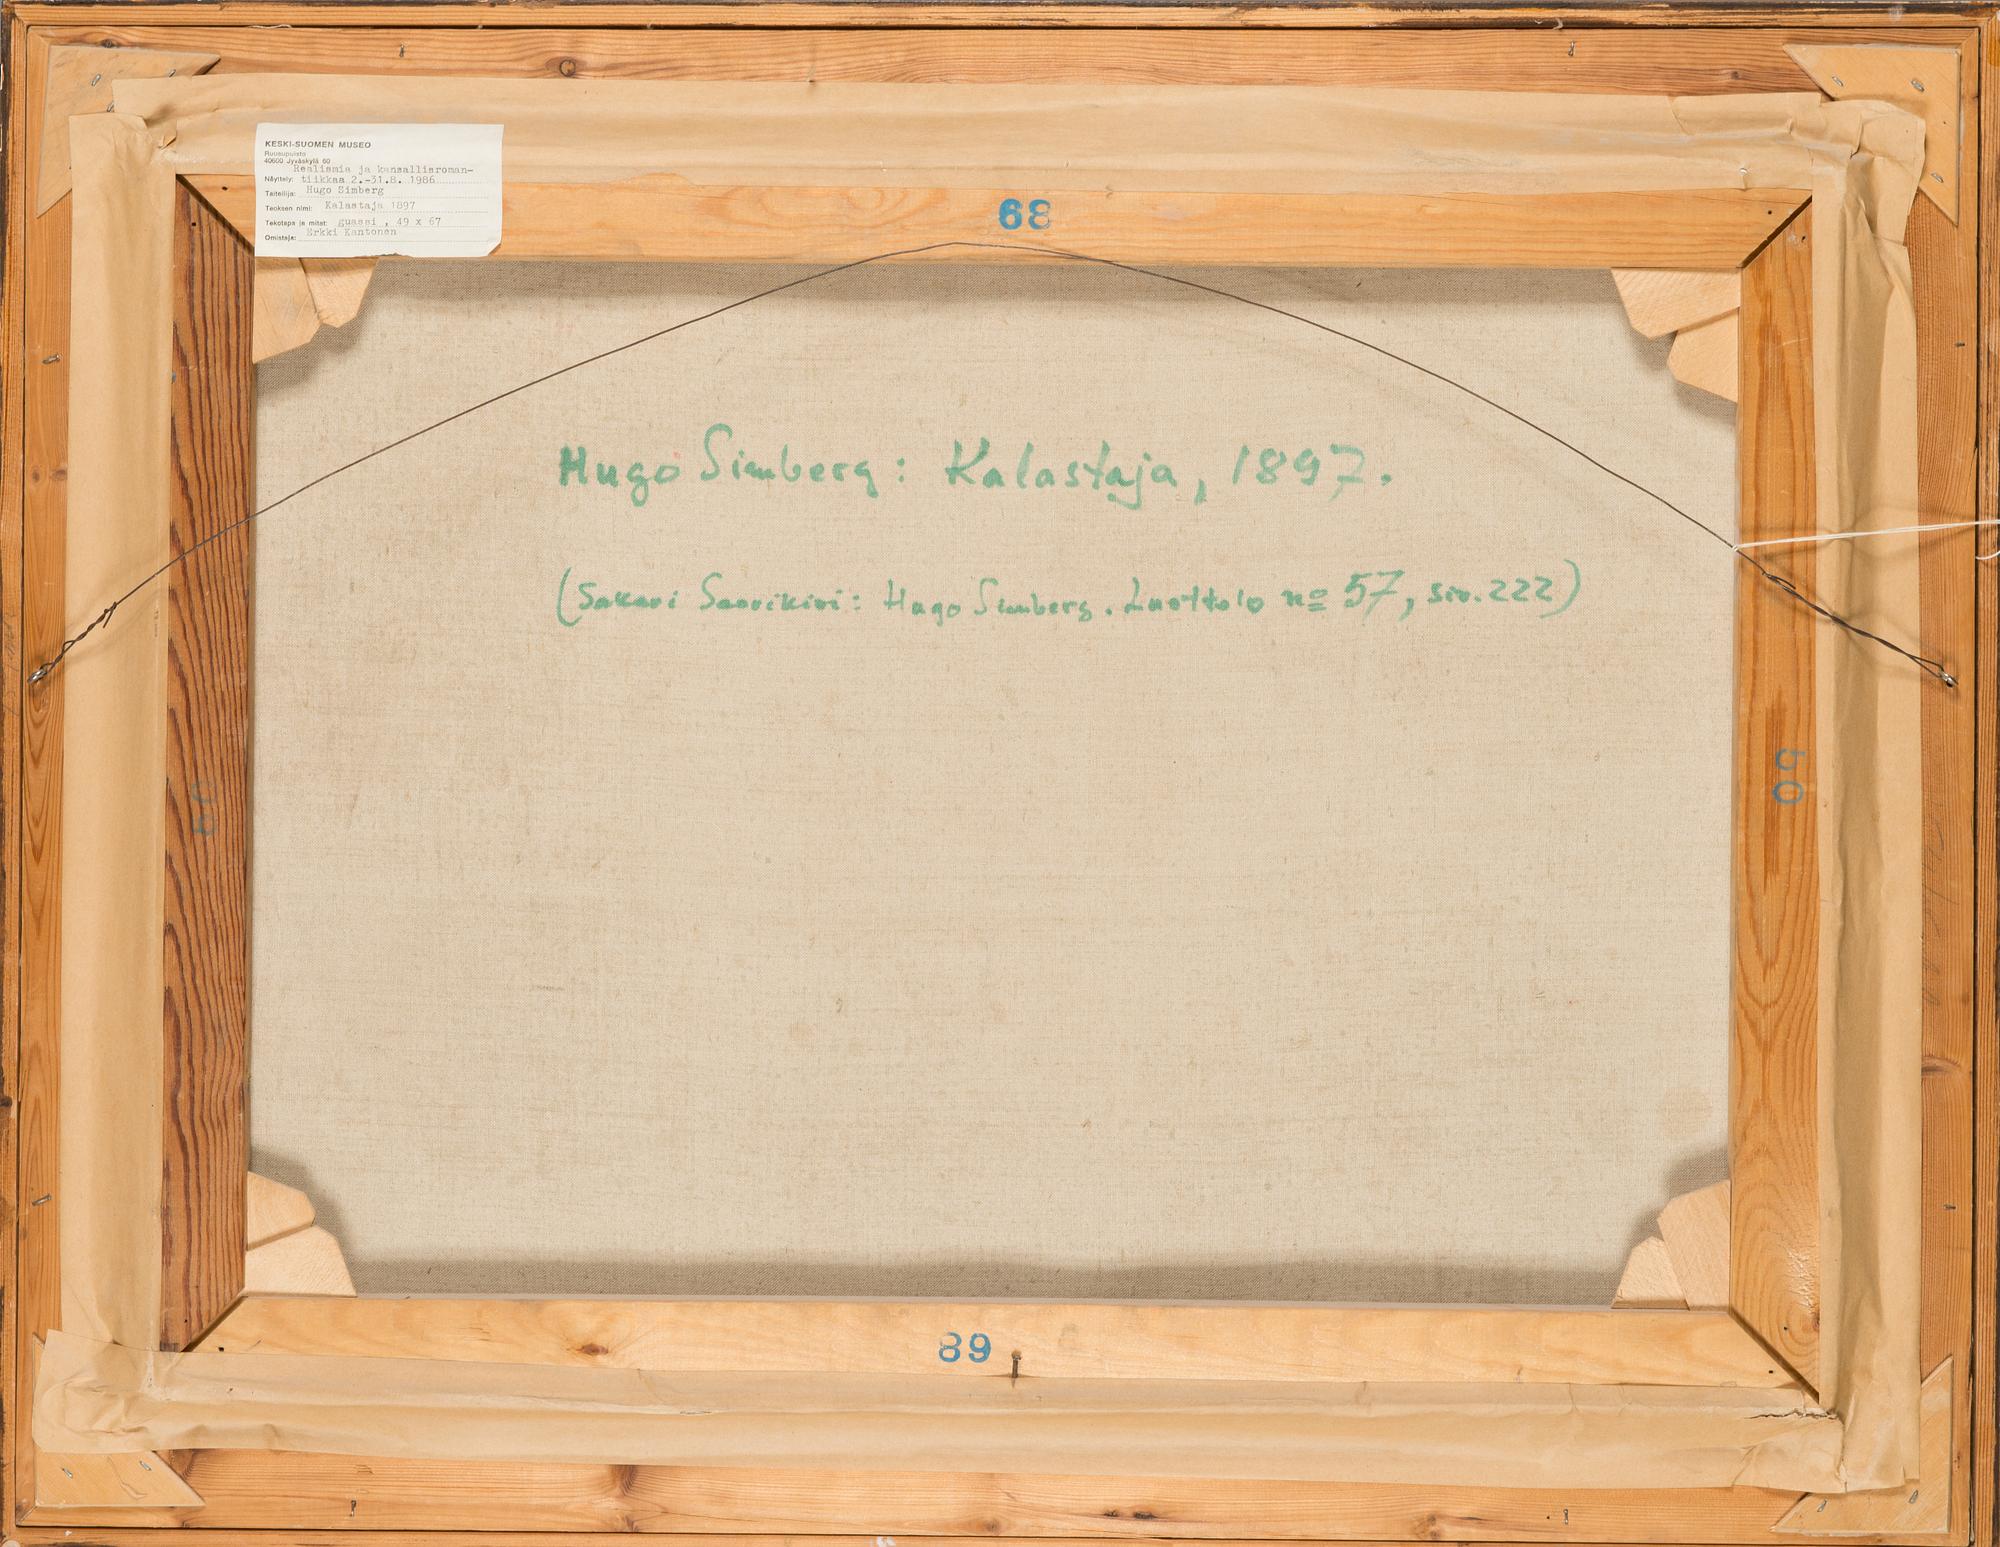 KESKI-SUOMEN MUSEO
Ruusupuisto
40600 Jyväskylä 60
Näyttely: Realismia ja kansallisroman-
tiikkaa 2.-31.8. 1986
Taiteilija: Hugo Simberg
Teoksen nimi: Kalastaja 1897
Tekotapa ja mitat: guassi , 49 x 67
Omistaja: Erkki Kantonen
68
Hugo Simberg: Kalastaja, 1897.
(Sakari Saarikivi: Hugo Simberg. Luettelo nº 57, siv. 222)
50
89